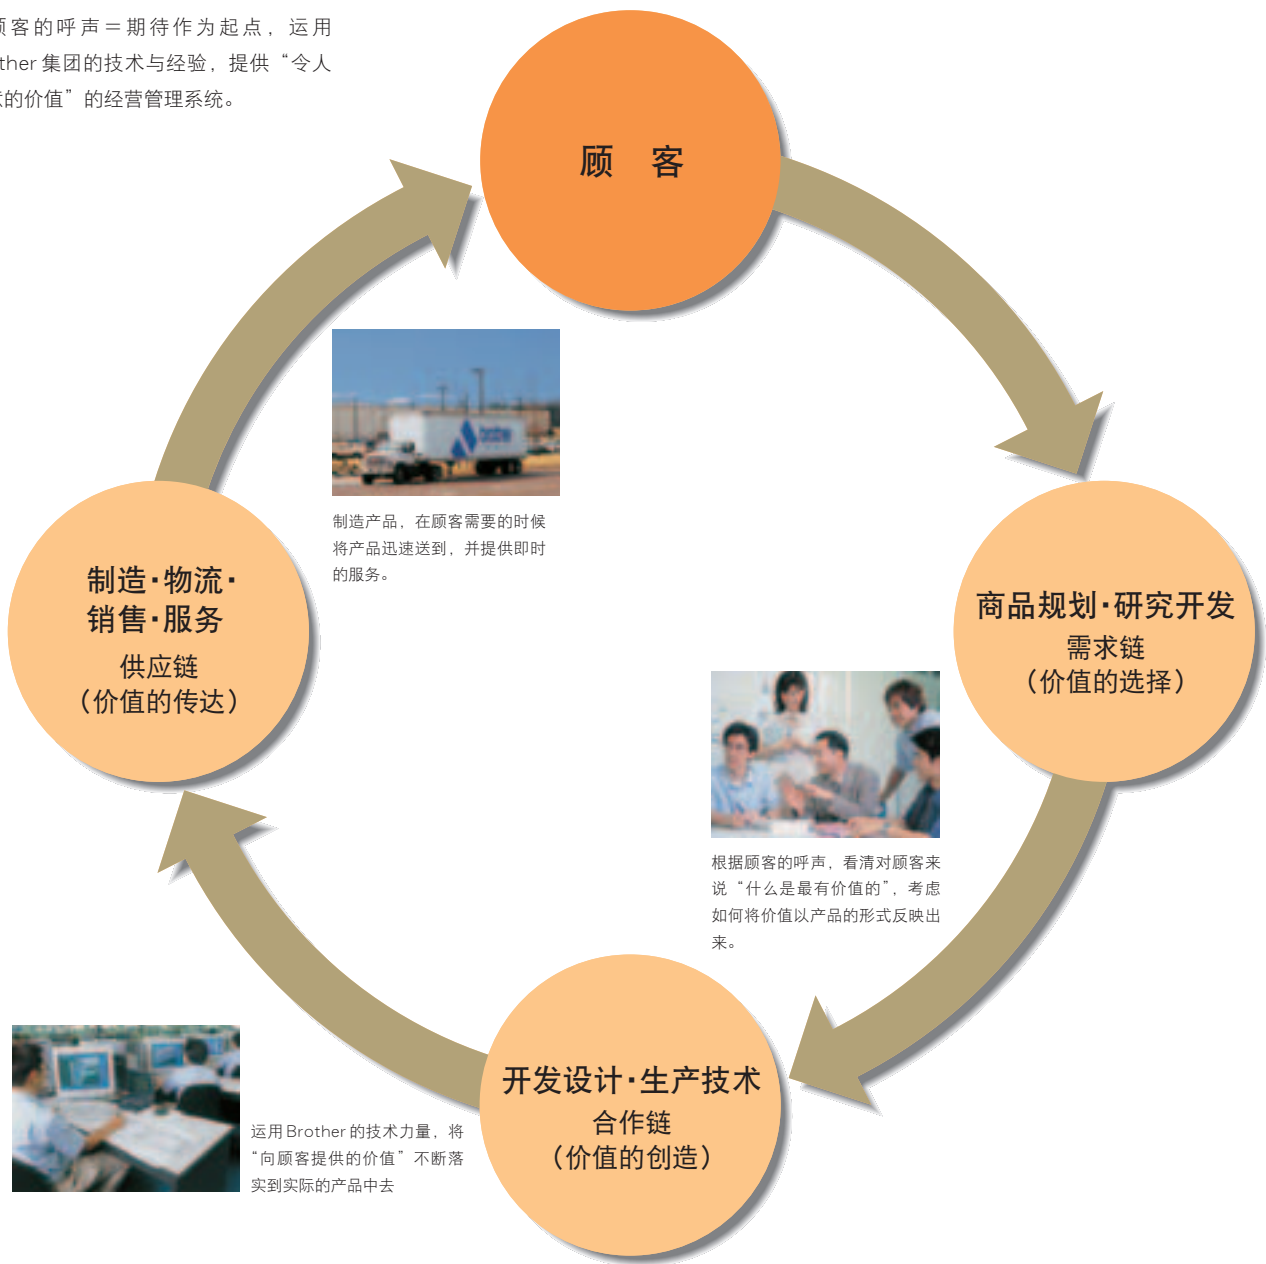 顾客的呼声＝期待作为起点，运用
ther 集团的技术与经验，提供“令人
的价值”的经营管理系统。
顾 客
制造产品，在顾客需要的时候
将产品迅速送到，并提供即时
的服务。
制造·物流·
销售·服务
供应链
（价值的传达）
商品规划·研究开发
需求链
（价值的选择）
根据顾客的呼声，看清对顾客来
说“什么是最有价值的”，考虑
如何将价值以产品的形式反映出
来。
开发设计·生产技术
合作链
（价值的创造）
运用Brother的技术力量，将
“向顾客提供的价值”不断落
实到实际的产品中去
brother